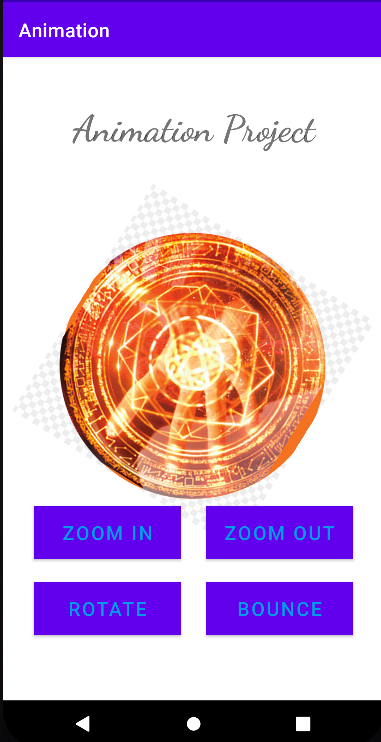 Animation
Animation Project
ZOOM IN
ZOOM OUT
ROTATE
BOUNCE